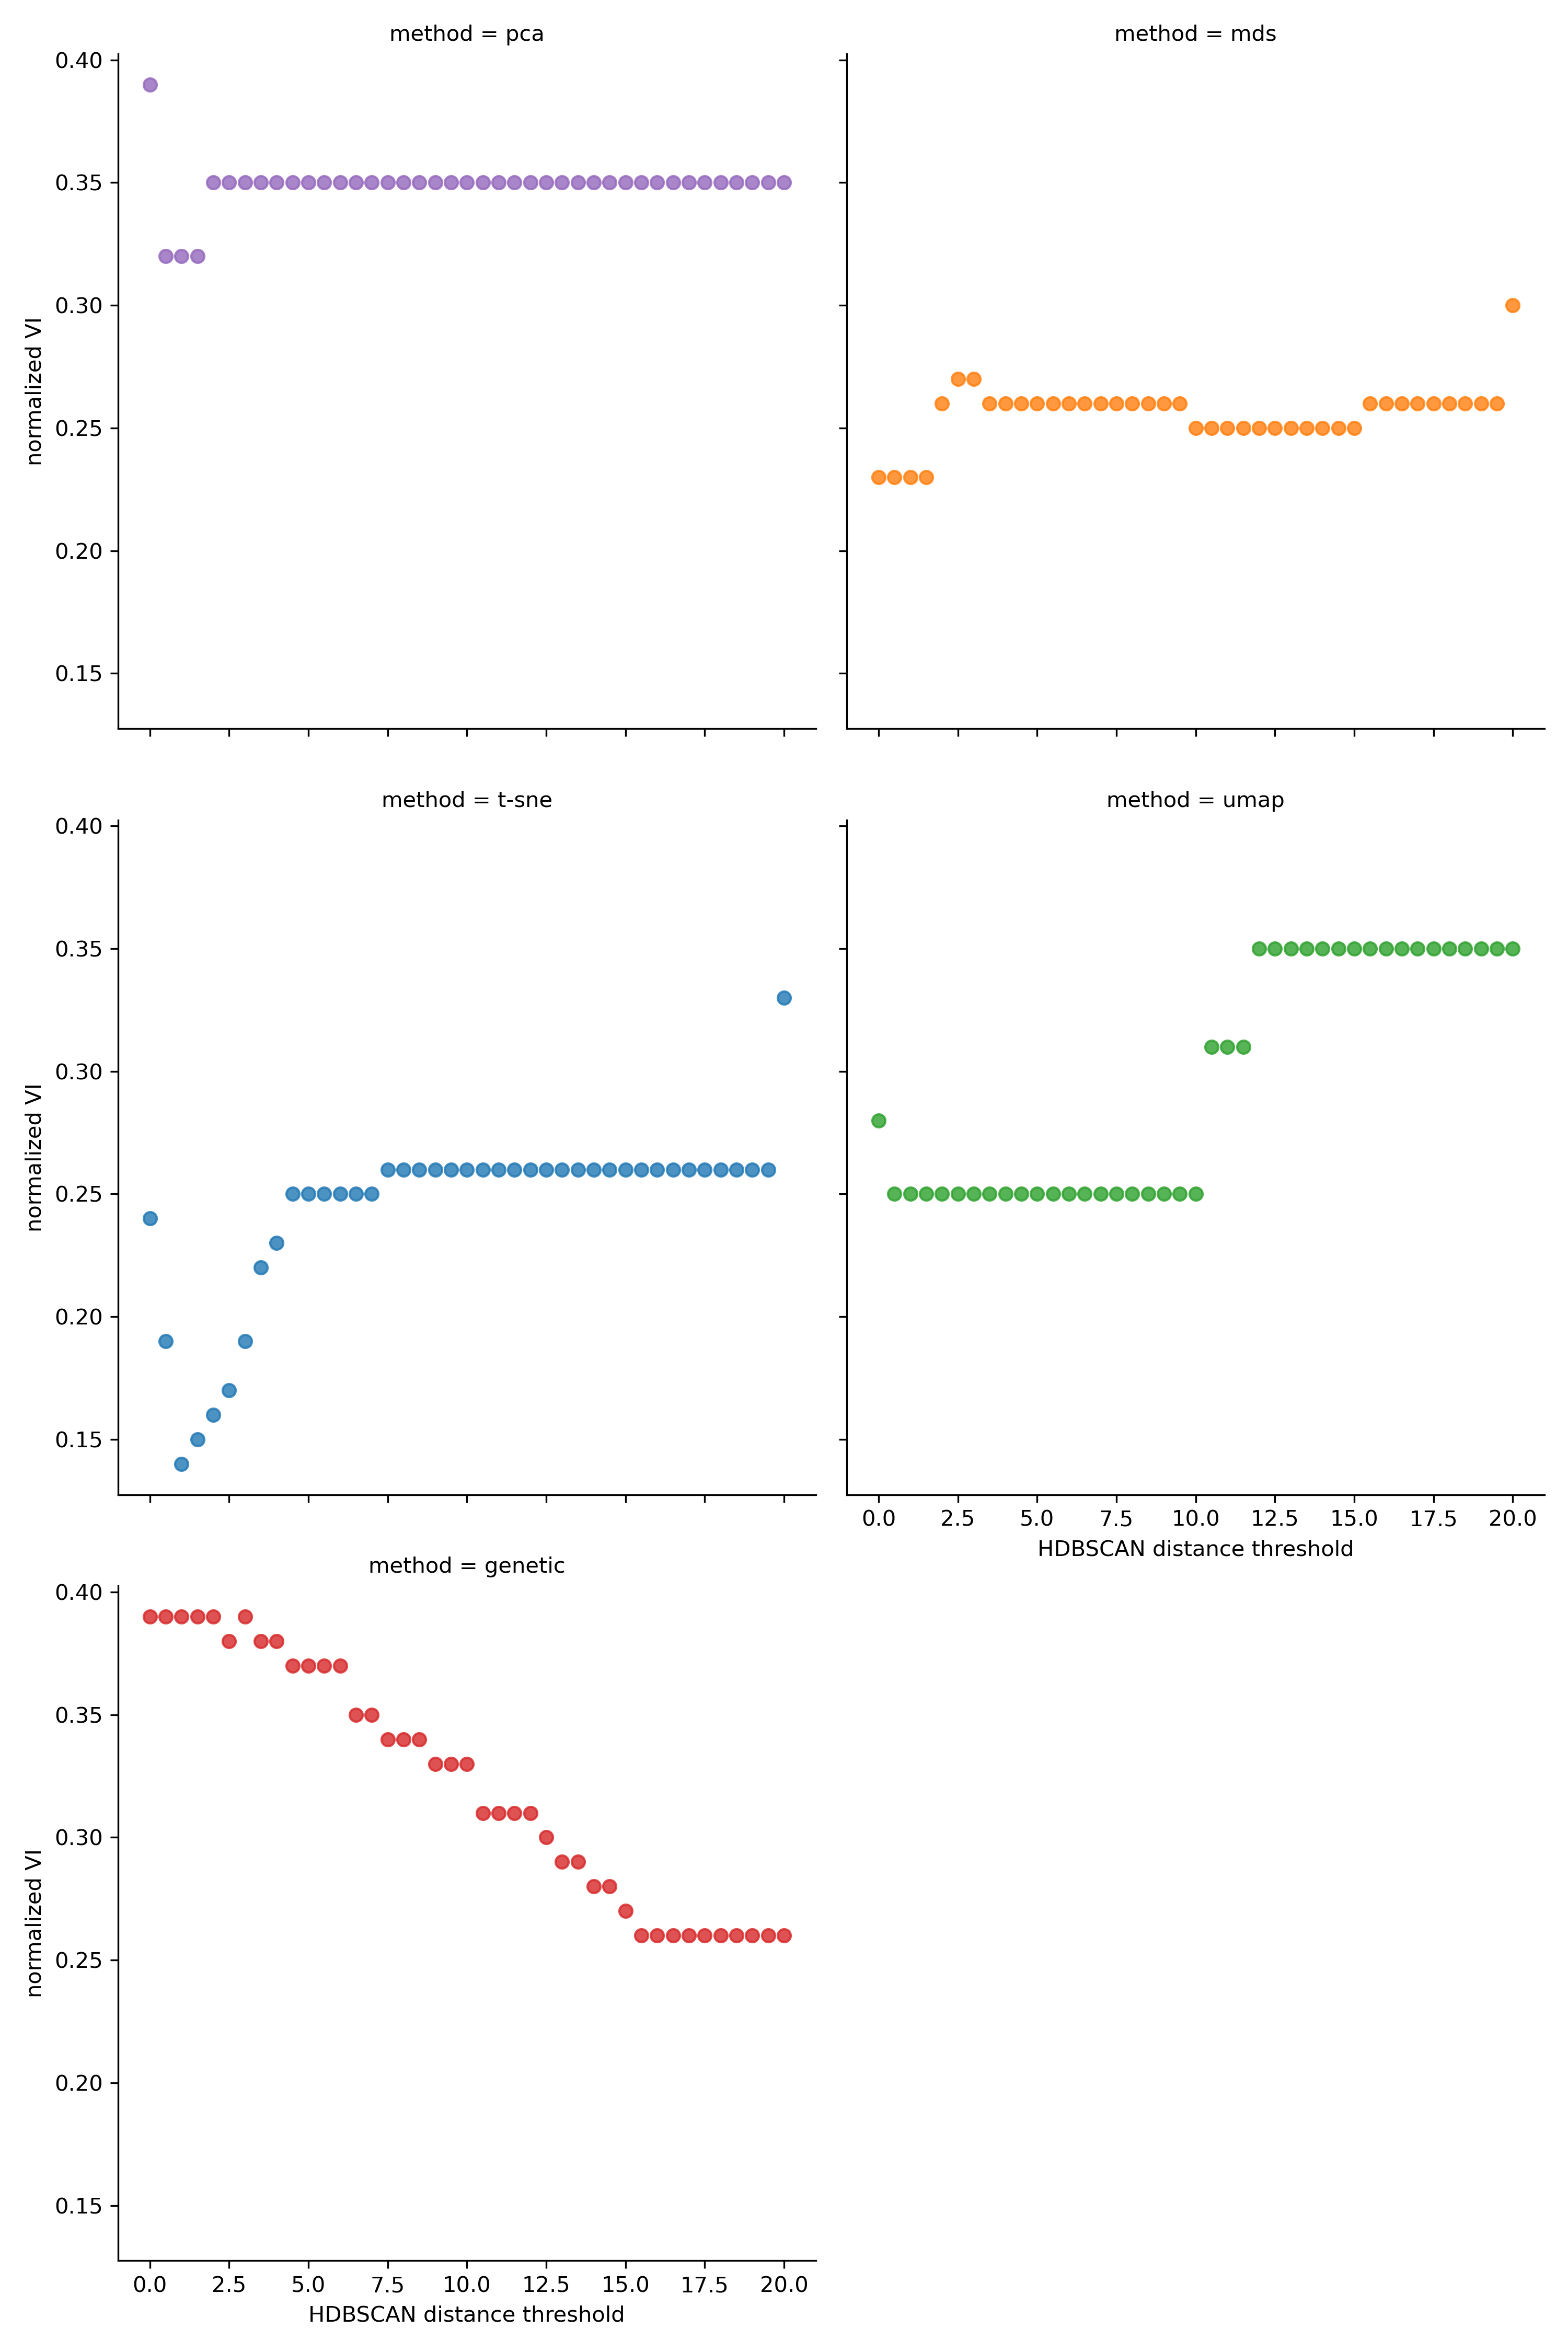 method = pca
0.40
0.35
0.30
0.25
0.20
0.15
normalized VI
method = mds
method = t-sne
0.40
0.35
0.30
0.25
0.20
0.15
normalized VI
method = umap
0.0 2.5 5.0 7.5 10.0 12.5 15.0 17.5 20.0
HDBSCAN distance threshold
method = genetic
0.40
0.35
0.30
0.25
0.20
0.15
normalized VI
0.0 2.5 5.0 7.5 10.0 12.5 15.0 17.5 20.0
HDBSCAN distance threshold